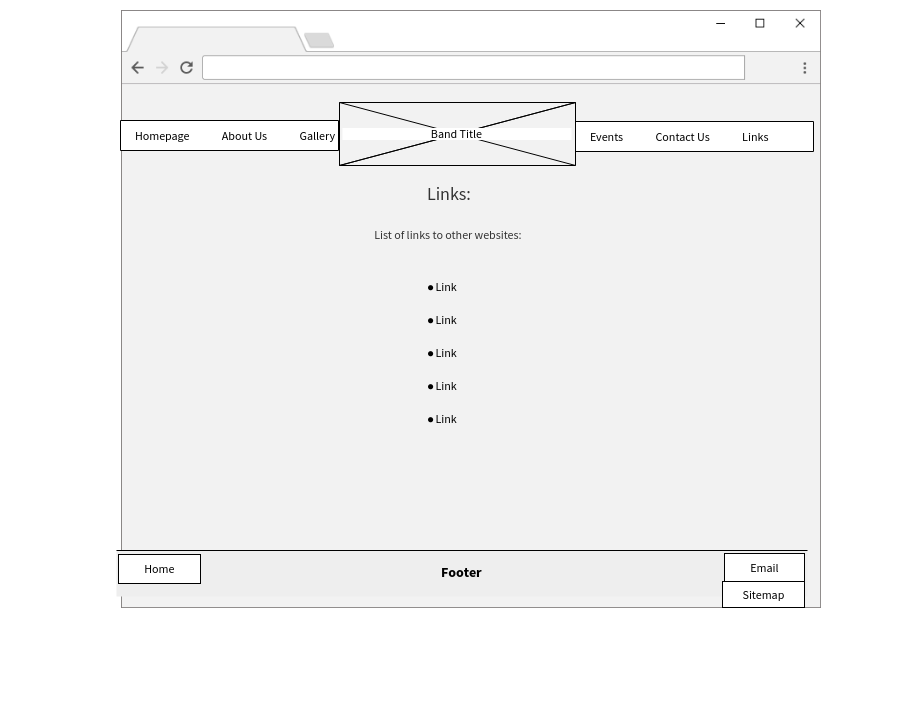 Homepage About Us Gallery Band Title Events Contact Us Links
Links:
List of links to other websites:
● Link
● Link
● Link
● Link
● Link
Home Footer Email
Sitemap